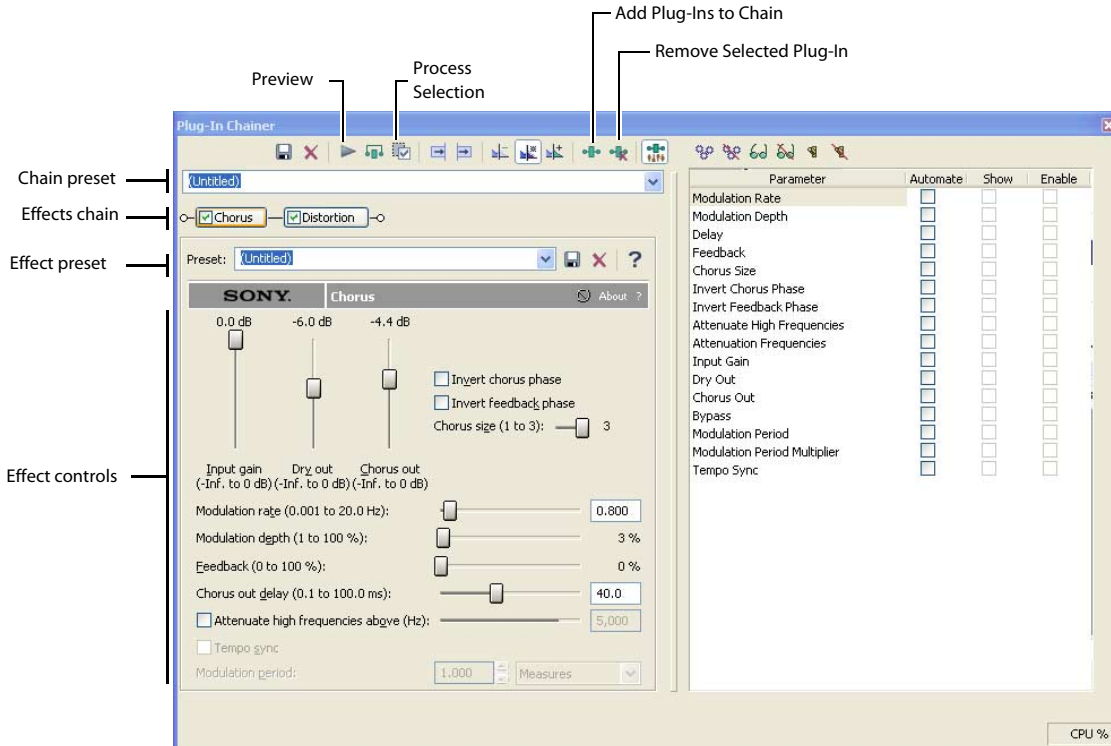 Add Plug-Ins to Chain
Remove Selected Plug-In
Preview
Process
Selection
Plug-In Chainer
Chain preset
(Untitled)
Effects chain
Chorus
Distortion
Effect preset
Preset:
(Untitled)
SONY.
Chorus
About ?
0.0 dB
-6.0 dB
-4.4 dB
Invert chorus phase
Invert feedback phase
Chorus size (1 to 3):
3
Effect controls
Input gain
(-Inf. to 0 dB)
Dry out
(-Inf. to 0 dB)
Chorus out
(-Inf. to 0 dB)
Modulation rate (0.001 to 20.0 Hz):
0.800
Modulation depth (1 to 100 %):
3 %
Feedback (0 to 100 %):
0 %
Chorus out delay (0.1 to 100.0 ms):
40.0
Attenuate high frequencies above (Hz):
5,000
Tempo sync
Modulation period:
1.000
Measures
Parameter
Automate
Show
Enable
Modulation Rate
Modulation Depth
Delay
Feedback
Chorus Size
Invert Chorus Phase
Invert Feedback Phase
Attenuate High Frequencies
Attenuation Frequencies
Input Gain
Dry Out
Chorus Out
Bypass
Modulation Period
Modulation Period Multiplier
Tempo Sync
CPU %